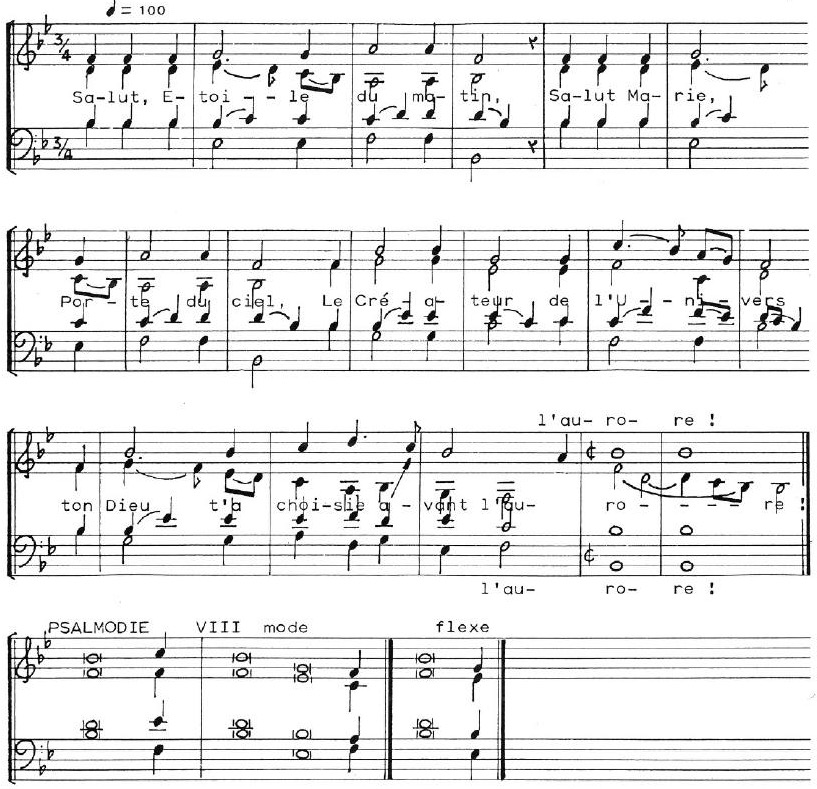 ♩ = 100
Sa-lut, E- toi - - le du ma- tin, Sa-lut Ma- rie,
Por - te du ciel, Le Cré - a- teur de l'U - - ni - vers
l'au- ro- re !
ton Dieu t'a choi-sie a - vant l'au- ro - - - - re !
l'au- ro- re !
PSALMODIE VIII mode flexe